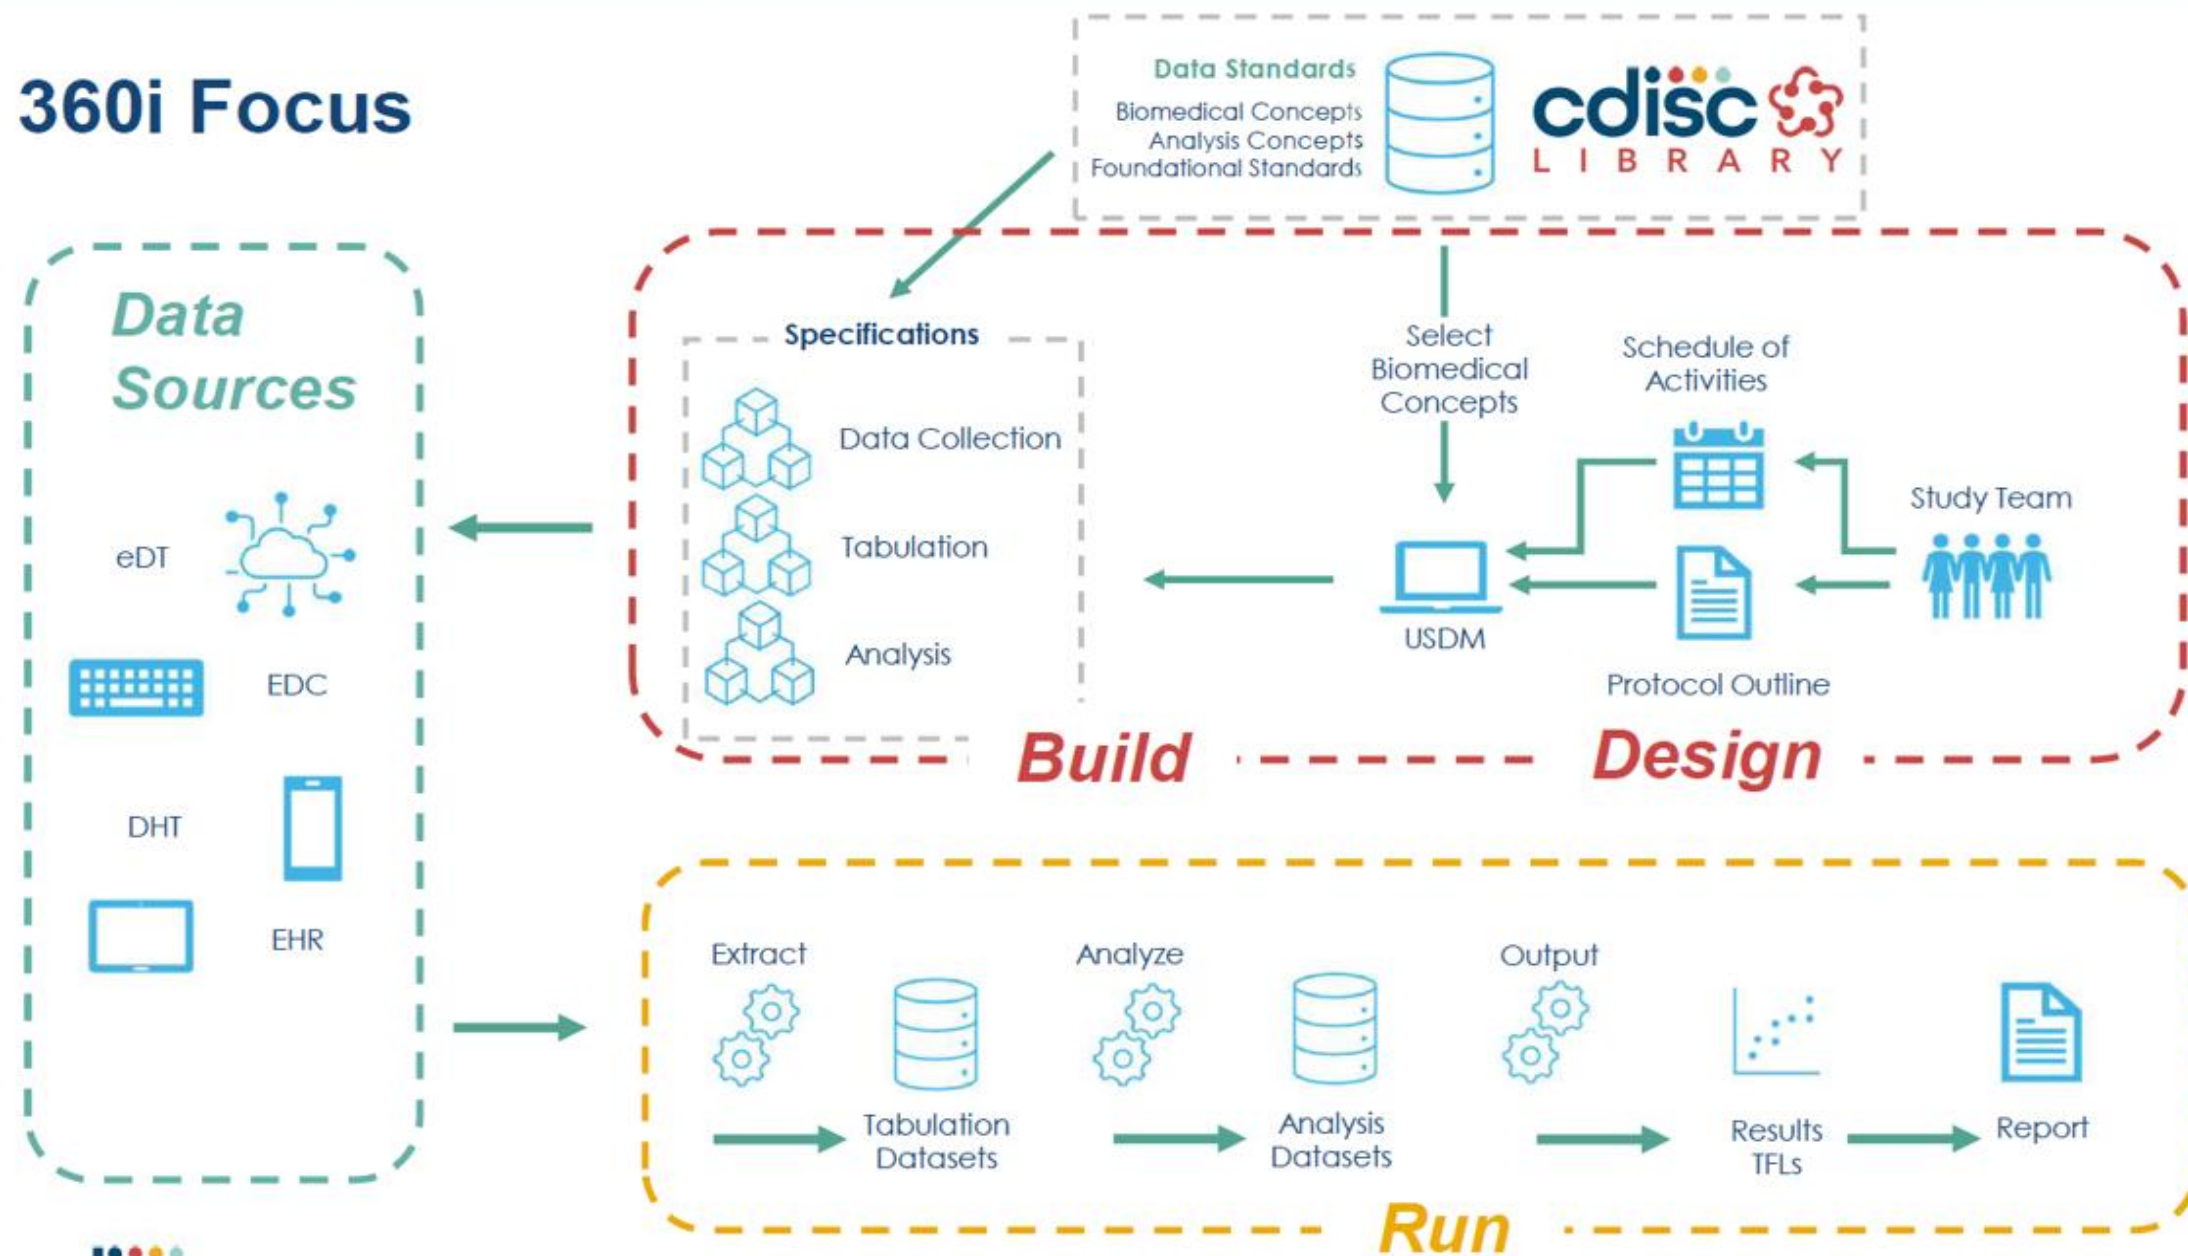 360i Focus
Data Standards
Biomedical Concepts
Analysis Concepts
Foundational Standards
cdisc
LIBRARY
Data
Sources
eDT
EDC
DHT
EHR
Specifications
Data Collection
Tabulation
Analysis
Select
Biomedical
Concepts
Schedule of
Activities
Study Team
USDM
Protocol Outline
Build
Design
Extract
Analyze
Output
Tabulation
Datasets
Analysis
Datasets
Results
TFLs
Report
Run